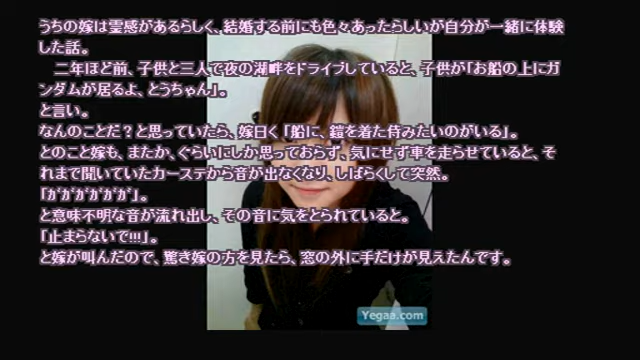 うちの嫁は霊感があるらしく、結婚する前にも色々あったらしいが自分が一緒に体験
した話。
二年ほど前、子供と三人で夜の湖畔をドライブしていると、子供が「お船の上にガ
ンダムが居るよ、とうちゃん」。
と言い。
なんのことだ？と思っていたら、嫁曰く「船に、鎧を着た侍みたいのがいる」。
とのこと嫁も、またか、ぐらいにしか思っておらず、気にせず車を走らせていると、そ
れまで聞いていたカーステから音が出なくなり、しばらくして突然。
「ｶﾞｶﾞｶﾞｶﾞｶﾞｶﾞ」。
と意味不明な音が流れ出し、その音に気をとられていると。
「止まらないで!!!」。
と嫁が叫んだので、驚き嫁の方を見たら、窓の外に手だけが見えたんです。
Yegaa.com